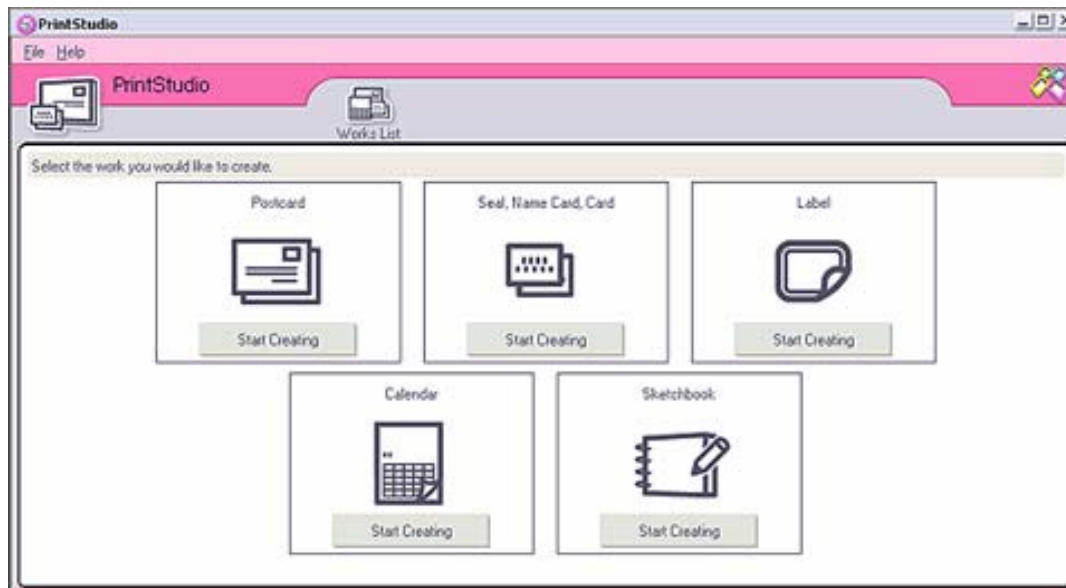 PrintStudio
File Help
PrintStudio
Works List
Select the work you would like to create.
Postcard
Seal, Name Card, Card
Label
Start Creating
Start Creating
Start Creating
Calendar
Sketchbook
Start Creating
Start Creating